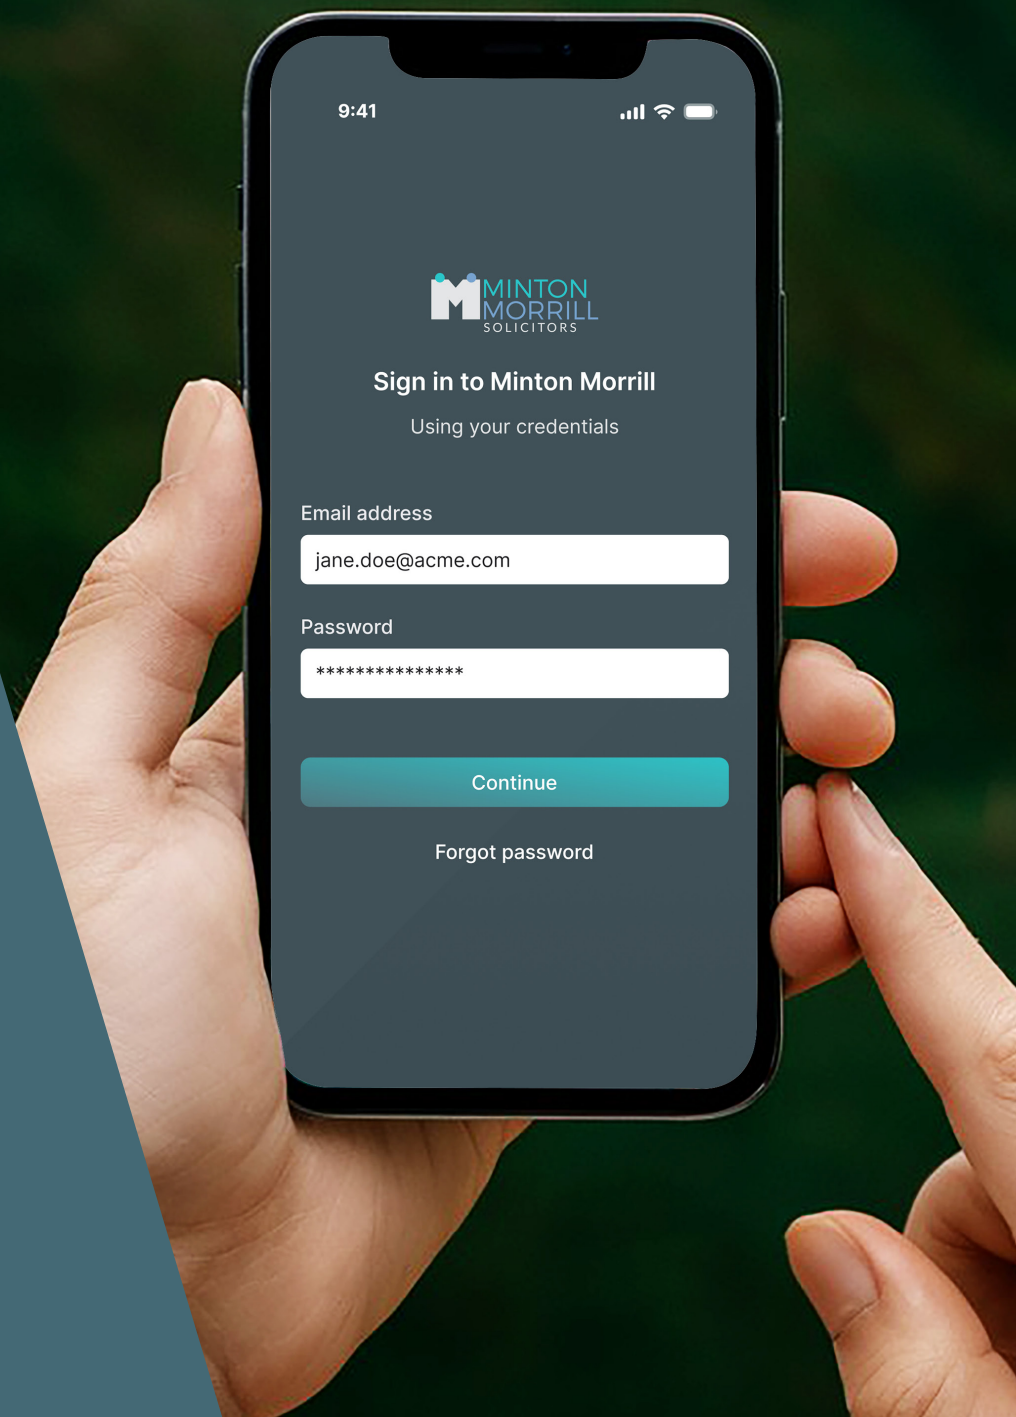 9:41
MINTON
MORRILL
SOLICITORS
Sign in to Minton Morrill
Using your credentials
Email address
jane.doe@acme.com
Password
***************
Continue
Forgot password